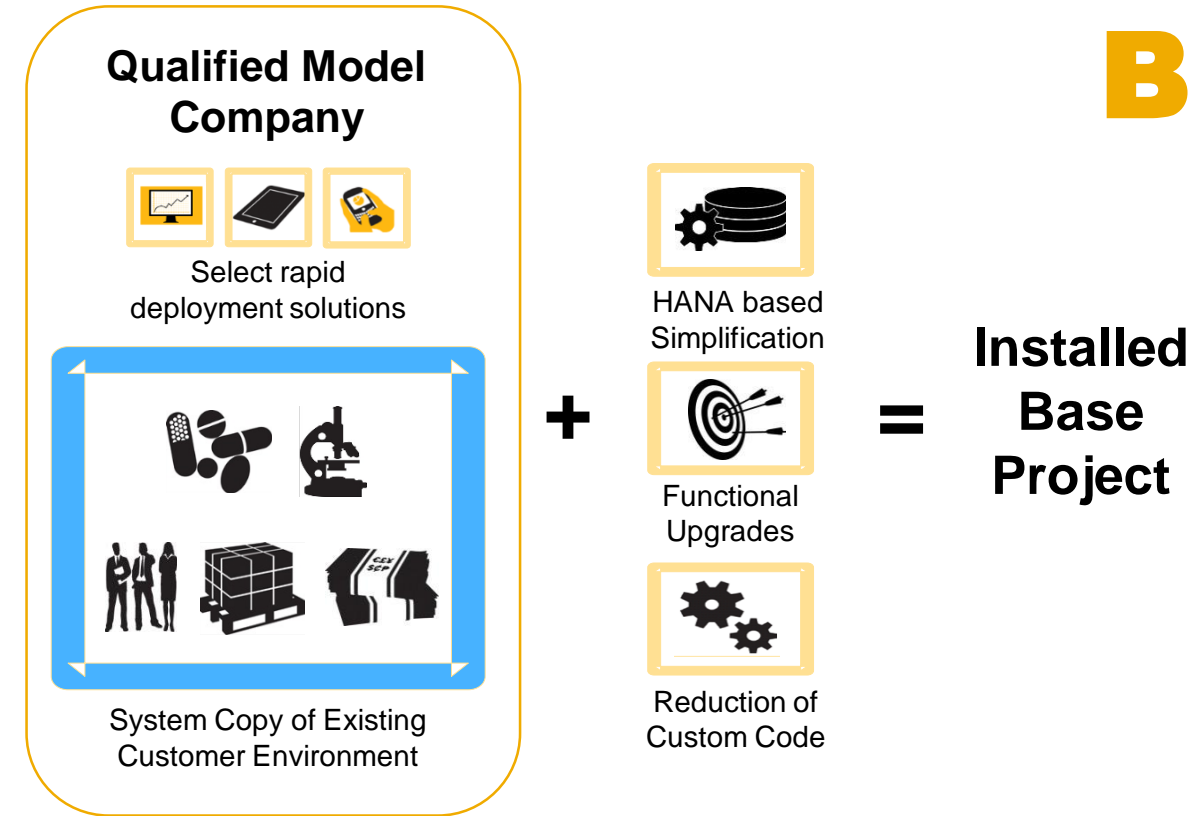 Qualified Model
Company
B
Select rapid
deployment solutions
System Copy of Existing
Customer Environment
+
HANA based
Simplification
Functional
Upgrades
Reduction of
Custom Code
=
Installed
Base
Project